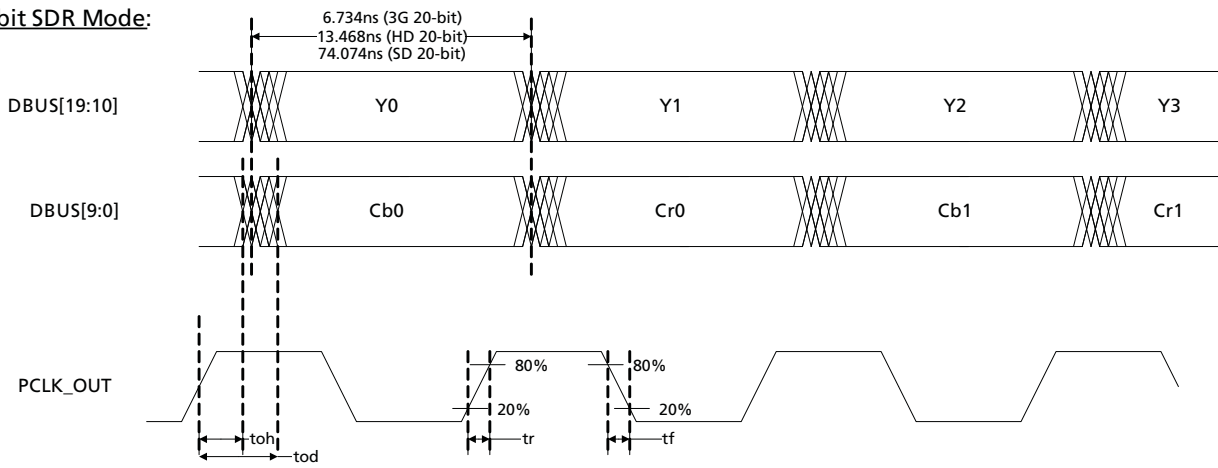 bit SDR Mode:
6.734ns (3G 20-bit)
13.468ns (HD 20-bit)
74.074ns (SD 20-bit)
DBUS[19:10]
Y0
Y1
Y2
Y3
DBUS[9:0]
Cb0
Cr0
Cb1
Cr1
PCLK_OUT
80%
80%
20%
20%
toh
tr
tf
tod